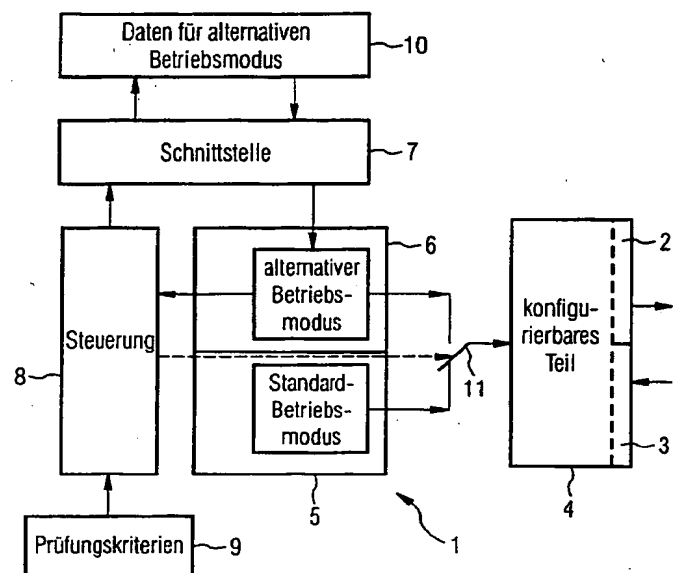 Daten für alternativen
Betriebsmodus
10
Schnittstelle
7
6
2
alternativer
Betriebs-
modus
konfigu-
rierbares
Teil
Steuerung
8
11
Standard-
Betriebs-
modus
3
5
4
1
Prüfungskriterien
9